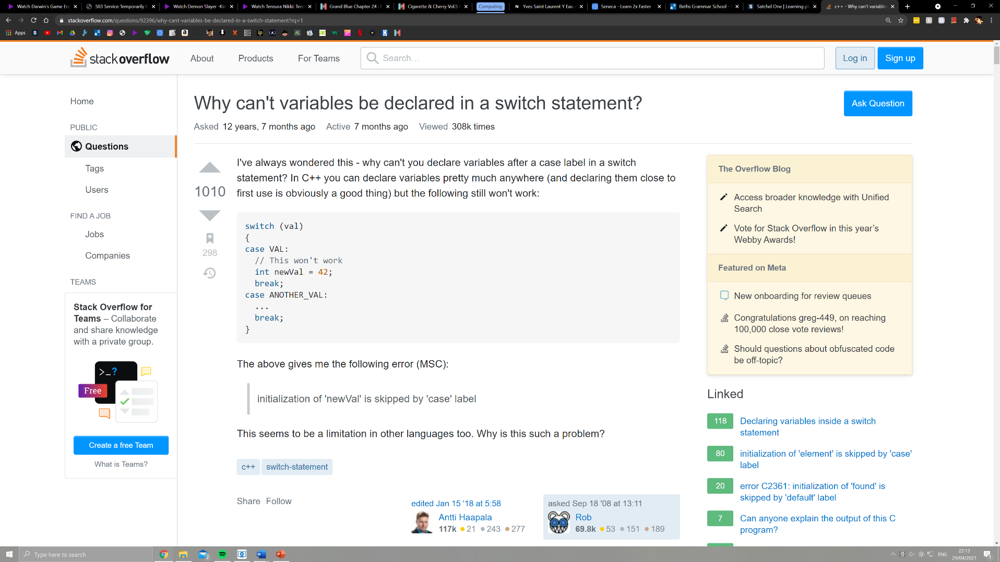 Watch Darwin's Game En
503 Service Temporarily U
Watch Demon Slayer -Kin
Watch Tensura Nikki: Tens
Grand Blue Chapter 24 : F
Cigarette & Cherry Vol.5 C
Computing
Yves Saint Laurent Y Eau
Seneca - Learn 2x Faster
Beths Grammar School -
Satchel One | Learning pl
c++ - Why can't variables
stackoverflow.com/questions/92396/why-cant-variables-be-declared-in-a-switch-statement?rq=1
Apps
stackoverflow
About
Products
For Teams
Search…
Log in
Sign up
Home
PUBLIC
Questions
Tags
Users
FIND A JOB
Jobs
Companies
TEAMS
Stack Overflow for
Teams – Collaborate
and share knowledge
with a private group.
>_?
Free
Create a free Team
What is Teams?
Why can't variables be declared in a switch statement?
Ask Question
Asked 12 years, 7 months ago Active 7 months ago Viewed 308k times
1010
298
I've always wondered this - why can't you declare variables after a case label in a switch
statement? In C++ you can declare variables pretty much anywhere (and declaring them close to
first use is obviously a good thing) but the following still won't work:
switch (val)
{
case VAL:
// This won't work
int newVal = 42;
break;
case ANOTHER_VAL:
...
break;
}
The above gives me the following error (MSC):
initialization of 'newVal' is skipped by 'case' label
This seems to be a limitation in other languages too. Why is this such a problem?
c++
switch-statement
Share Follow
edited Jan 15 '18 at 5:58
Antti Haapala
117k 21 243 277
asked Sep 18 '08 at 13:11
Rob
69.8k 53 151 189
The Overflow Blog
Access broader knowledge with Unified
Search
Vote for Stack Overflow in this year's
Webby Awards!
Featured on Meta
New onboarding for review queues
Congratulations greg-449, on reaching
100,000 close vote reviews!
Should questions about obfuscated code
be off-topic?
Linked
118 Declaring variables inside a switch
statement
80 initialization of 'element' is skipped by 'case'
label
20 error C2361: initialization of 'found' is
skipped by 'default' label
7 Can anyone explain the output of this C
program?
Type here to search
ENG
22:13
29/04/2021